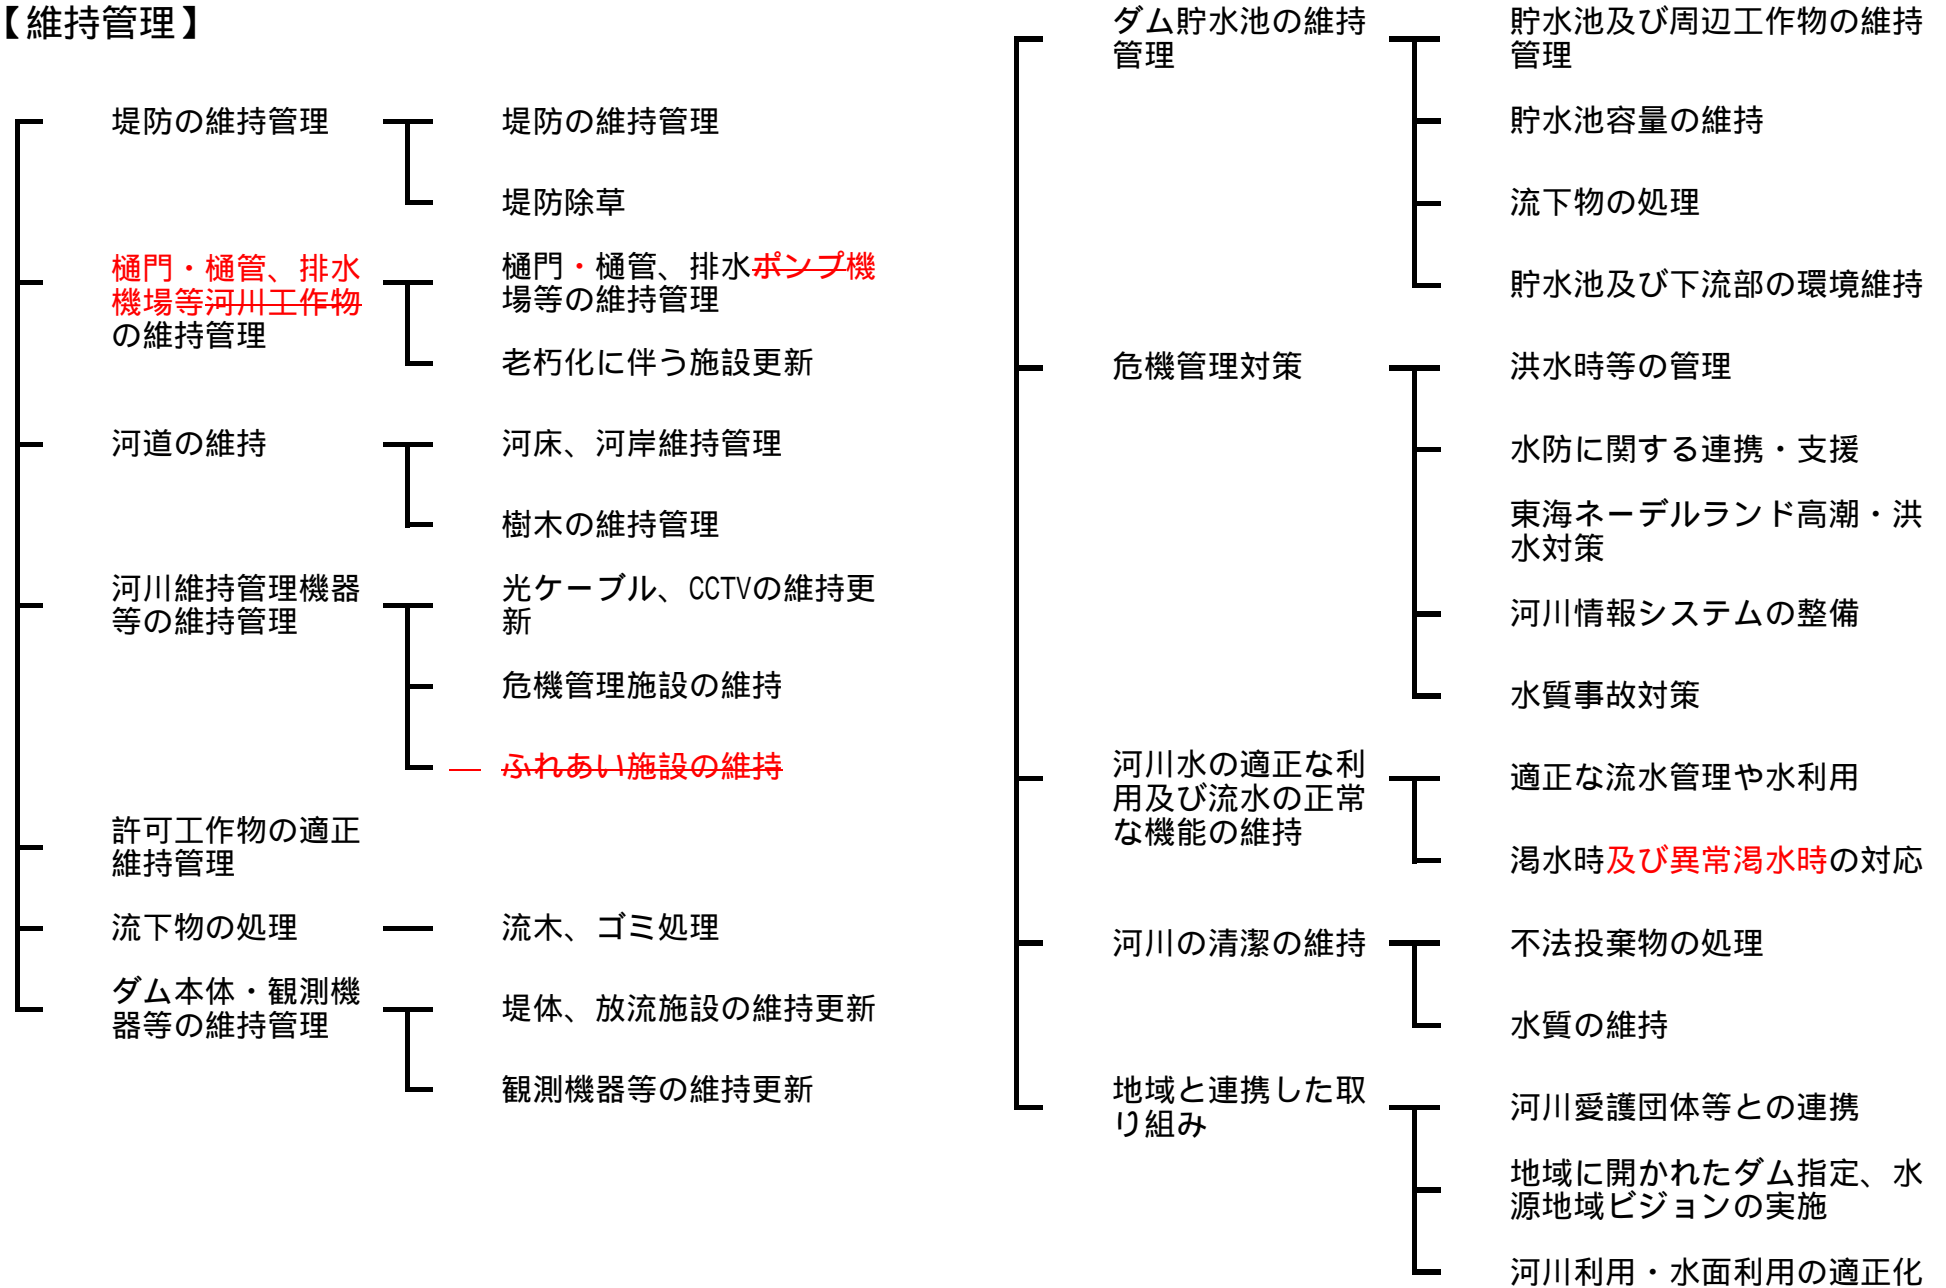 【維持管理】
堤防の維持管理
堤防の維持管理
堤防除草
樋門・樋管、排水
機場等河川工作物
の維持管理
樋門・樋管、排水ポンプ機
場等の維持管理
老朽化に伴う施設更新
河道の維持
河床、河岸維持管理
樹木の維持管理
河川維持管理機器
等の維持管理
光ケーブル、CCTVの維持更
新
危機管理施設の維持
ふれあい施設の維持
許可工作物の適正
維持管理
流下物の処理
流木、ゴミ処理
ダム本体・観測機
器等の維持管理
堤体、放流施設の維持更新
観測機器等の維持更新
ダム貯水池の維持
管理
貯水池及び周辺工作物の維持
管理
貯水池容量の維持
流下物の処理
貯水池及び下流部の環境維持
危機管理対策
洪水時等の管理
水防に関する連携・支援
東海ネーデルランド高潮・洪
水対策
河川情報システムの整備
水質事故対策
河川水の適正な利
用及び流水の正常
な機能の維持
適正な流水管理や水利用
渇水時及び異常渇水時の対応
河川の清潔の維持
不法投棄物の処理
水質の維持
地域と連携した取
り組み
河川愛護団体等との連携
地域に開かれたダム指定、水
源地域ビジョンの実施
河川利用・水面利用の適正化